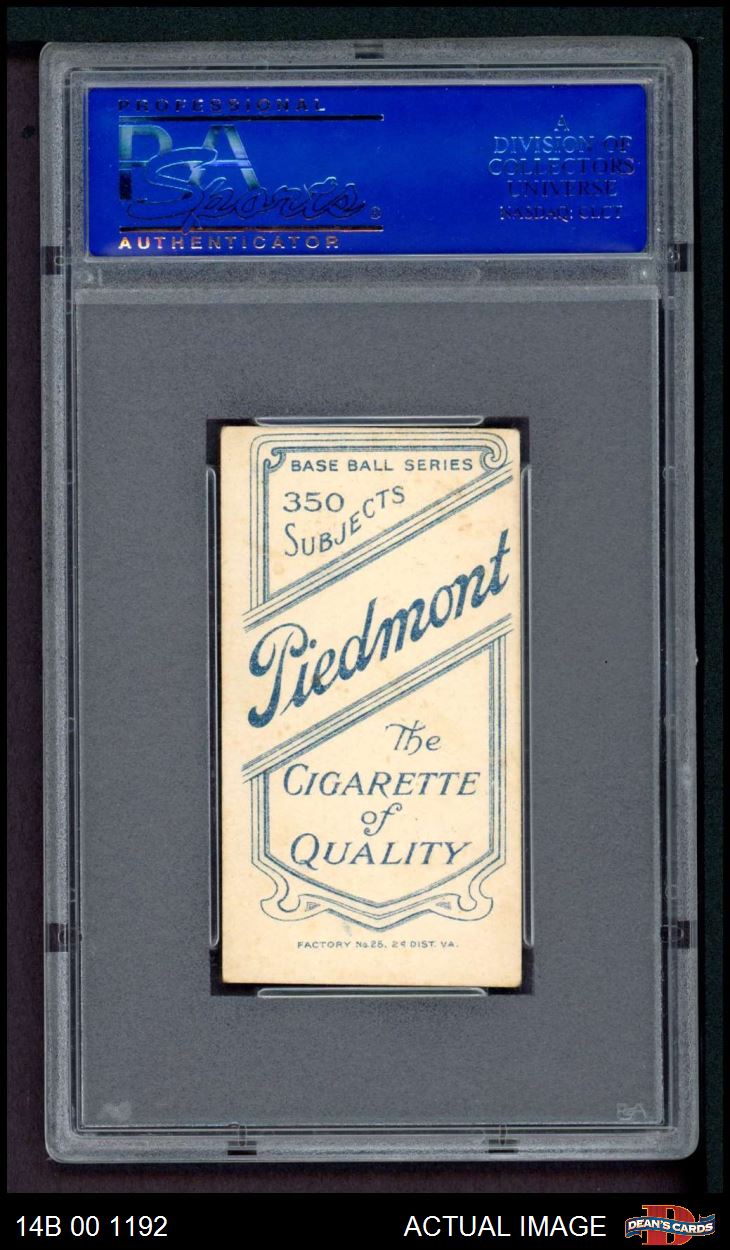 PROFESSIONAL
PSA
Sports ®
AUTHENTICATOR
A
DIVISION OF
COLLECTORS
UNIVERSE
NASDAQ: CLCT
BASE BALL SERIES
350
SUBJECTS
Piedmont
The
CIGARETTE
of
QUALITY
FACTORY No.25, 2d DIST. VA.
PSA
14B 00 1192
ACTUAL IMAGE
DEAN'S CARDS